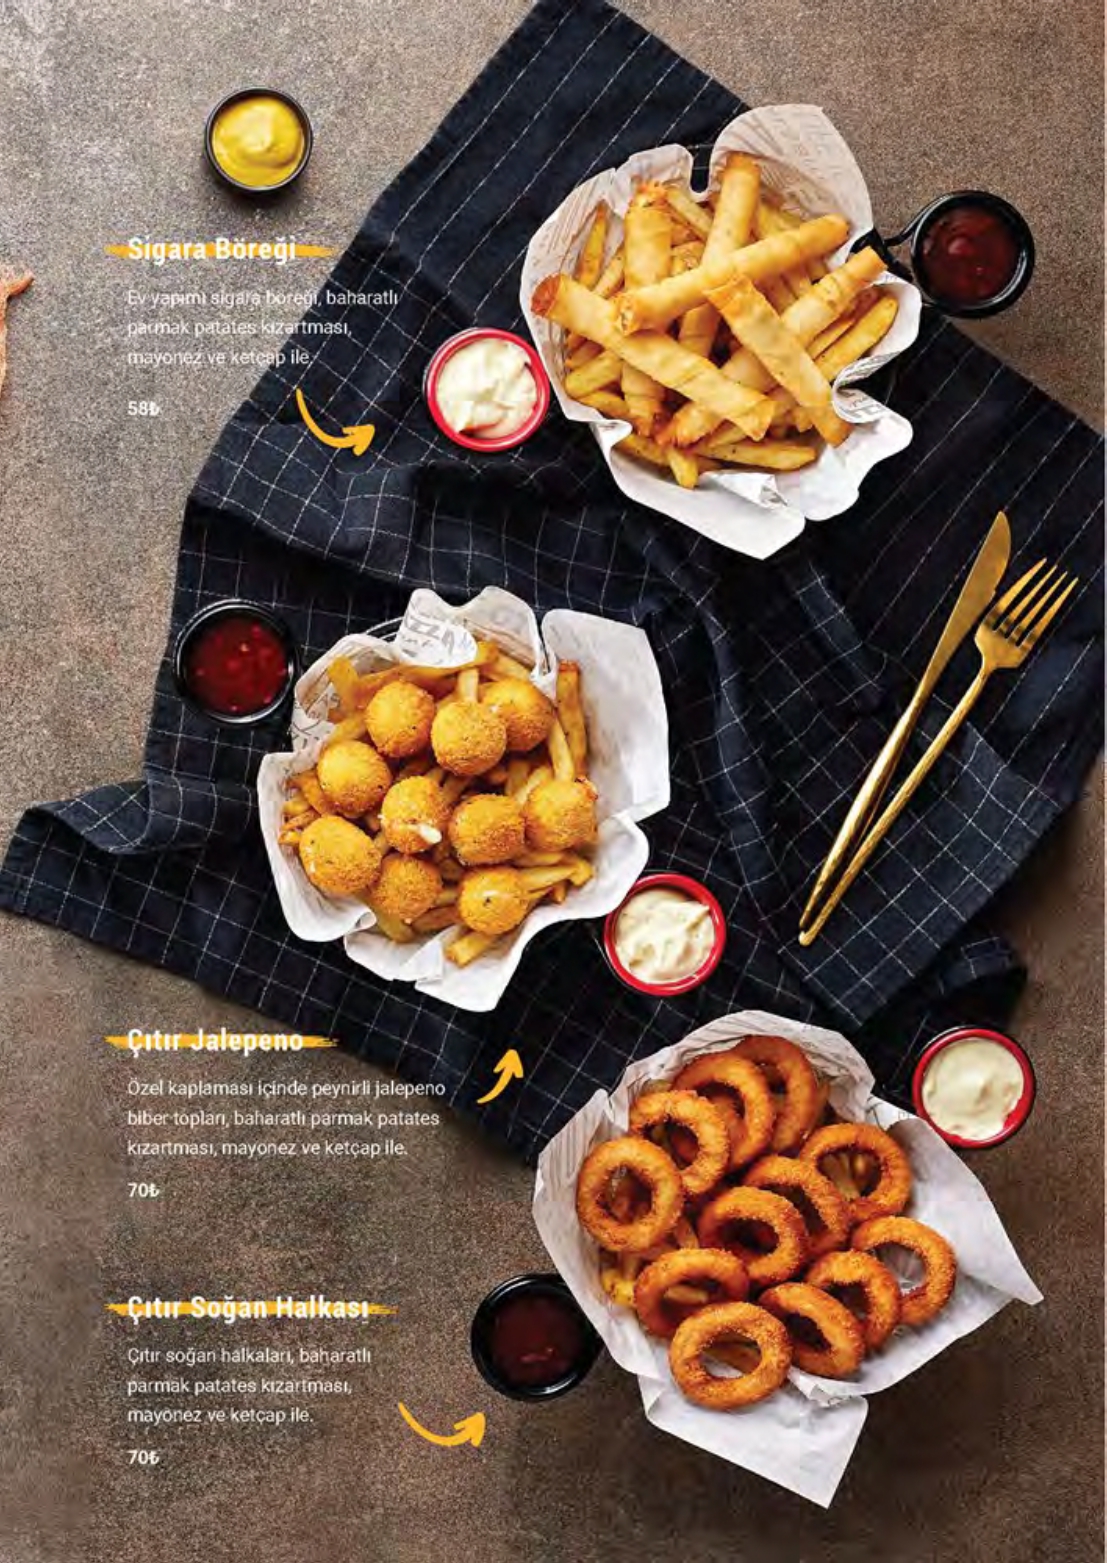 Sigara Böreği
Ev yapımı sigara böreği, baharatlı
parmak patates kızartması,
mayonez ve ketçap ile.
58₺
Çıtır Jalepeno
Özel kaplaması içinde peynirli jalepeno
biber topları, baharatlı parmak patates
kızartması, mayonez ve ketçap ile.
70₺
Çıtır Soğan Halkası
Çıtır soğan halkaları, baharatlı
parmak patates kızartması,
mayonez ve ketçap ile.
70₺